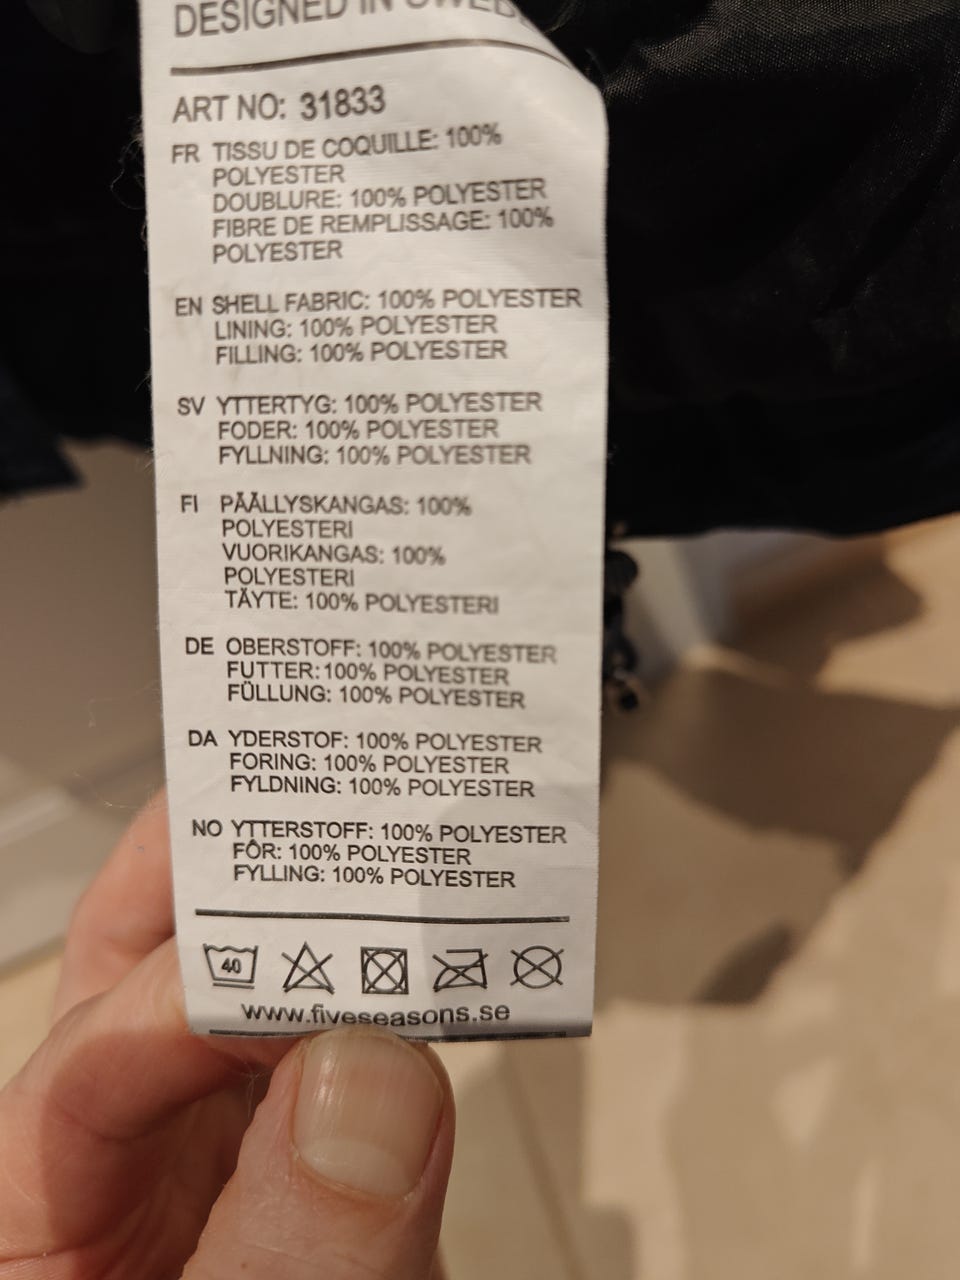 DESIGNED IN SWED
ART NO: 31833
FR TISSU DE COQUILLE: 100%
POLYESTER
DOUBLURE: 100% POLYESTER
FIBRE DE REMPLISSAGE: 100%
POLYESTER
EN SHELL FABRIC: 100% POLYESTER
LINING: 100% POLYESTER
FILLING: 100% POLYESTER
SV YTTERTYG: 100% POLYESTER
FODER: 100% POLYESTER
FYLLNING: 100% POLYESTER
FI PÄÄLLYSKANGAS: 100%
POLYESTERI
VUORIKANGAS: 100%
POLYESTERI
TÄYTE: 100% POLYESTERI
DE OBERSTOFF: 100% POLYESTER
FUTTER: 100% POLYESTER
FÜLLUNG: 100% POLYESTER
DA YDERSTOF: 100% POLYESTER
FORING: 100% POLYESTER
FYLDNING: 100% POLYESTER
NO YTTERSTOFF: 100% POLYESTER
FÔR: 100% POLYESTER
FYLLING: 100% POLYESTER
40
www.fiveseasons.se